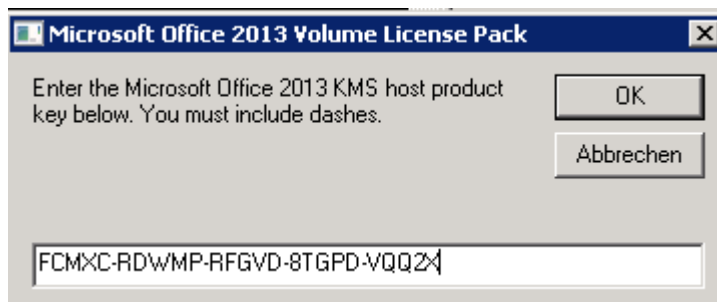 Microsoft Office 2013 Volume License Pack
Enter the Microsoft Office 2013 KMS host product
key below. You must include dashes.
OK
Abbrechen
FCMXC-RDWMP-RFGVD-8TGPD-VQQ2X